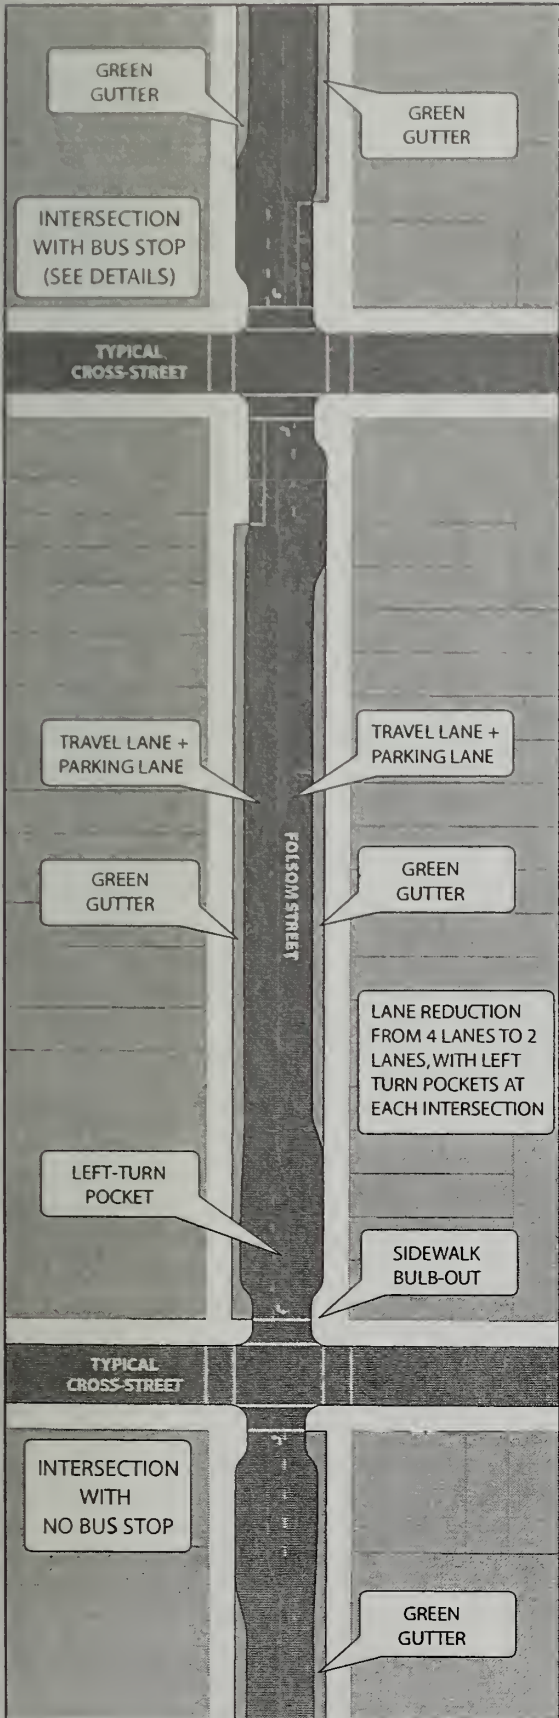 GREEN
GUTTER
GREEN
GUTTER
INTERSECTION
WITH BUS STOP
(SEE DETAILS)
TYPICAL
CROSS-STREET
TRAVEL LANE +
PARKING LANE
TRAVEL LANE +
PARKING LANE
FOLSOM STREET
GREEN
GUTTER
GREEN
GUTTER
LANE REDUCTION
FROM 4 LANES TO 2
LANES, WITH LEFT
TURN POCKETS AT
EACH INTERSECTION
LEFT-TURN
POCKET
SIDEWALK
BULB-OUT
TYPICAL
CROSS-STREET
INTERSECTION
WITH
NO BUS STOP
GREEN
GUTTER